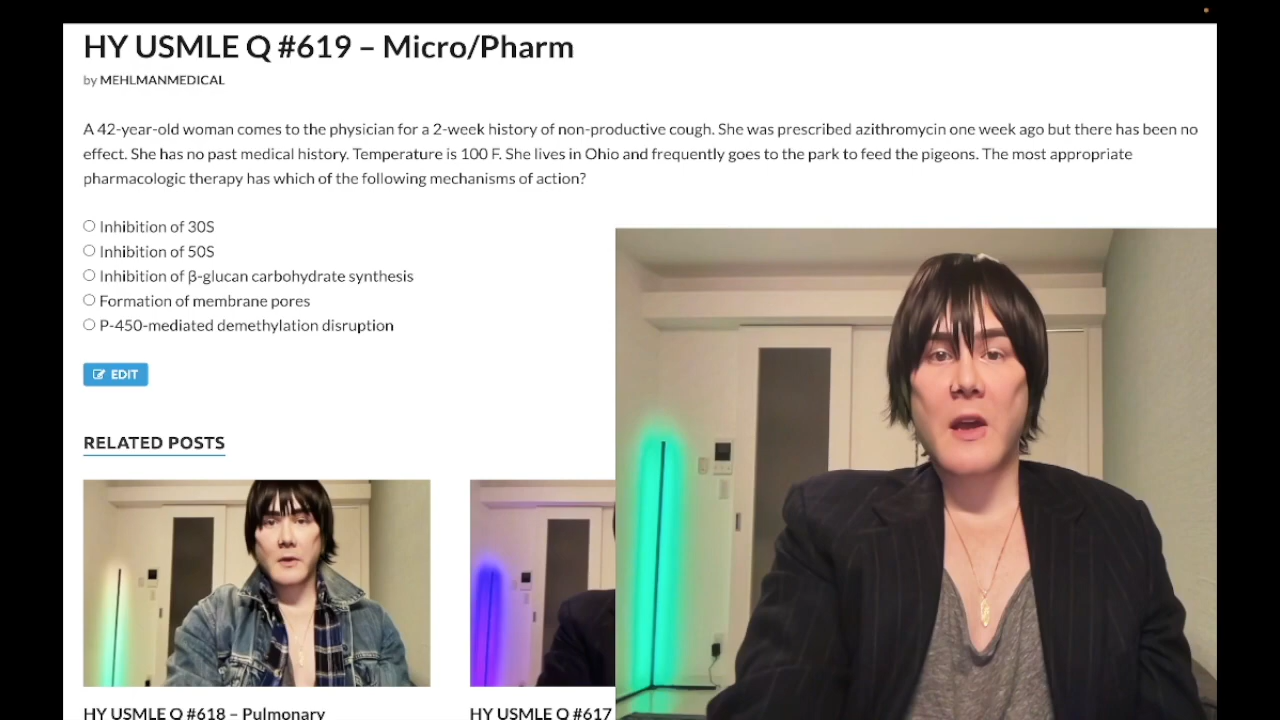 HY USMLE Q #619 – Micro/Pharm
by MEHLMANMEDICAL
A 42-year-old woman comes to the physician for a 2-week history of non-productive cough. She was prescribed azithromycin one week ago but there has been no
effect. She has no past medical history. Temperature is 100 F. She lives in Ohio and frequently goes to the park to feed the pigeons. The most appropriate
pharmacologic therapy has which of the following mechanisms of action?
Inhibition of 30S
Inhibition of 50S
Inhibition of β-glucan carbohydrate synthesis
Formation of membrane pores
P-450-mediated demethylation disruption
EDIT
RELATED POSTS
HY USMLE Q #618 – Pulmonary
HY USMLE Q #617